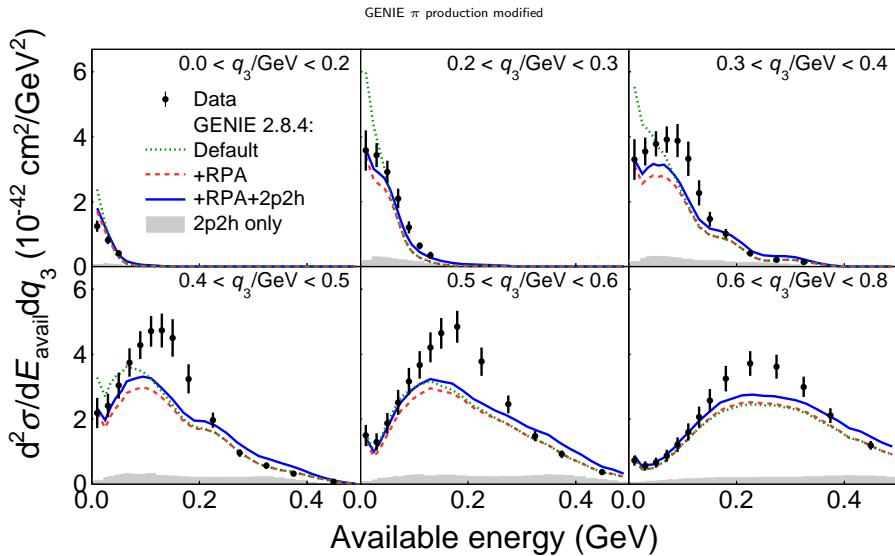 GENIE π production modified
0.0 < q₃/GeV < 0.2
0.2 < q₃/GeV < 0.3
0.3 < q₃/GeV < 0.4
6
4
2
0
Data
GENIE 2.8.4:
Default
+RPA
+RPA+2p2h
2p2h only
0.4 < q₃/GeV < 0.5
0.5 < q₃/GeV < 0.6
0.6 < q₃/GeV < 0.8
6
4
2
0
0.0 0.2 0.4 0.0 0.2 0.4 0.0 0.2 0.4
d²σ/dE_avail dq₃ (10⁻⁴² cm²/GeV²)
Available energy (GeV)